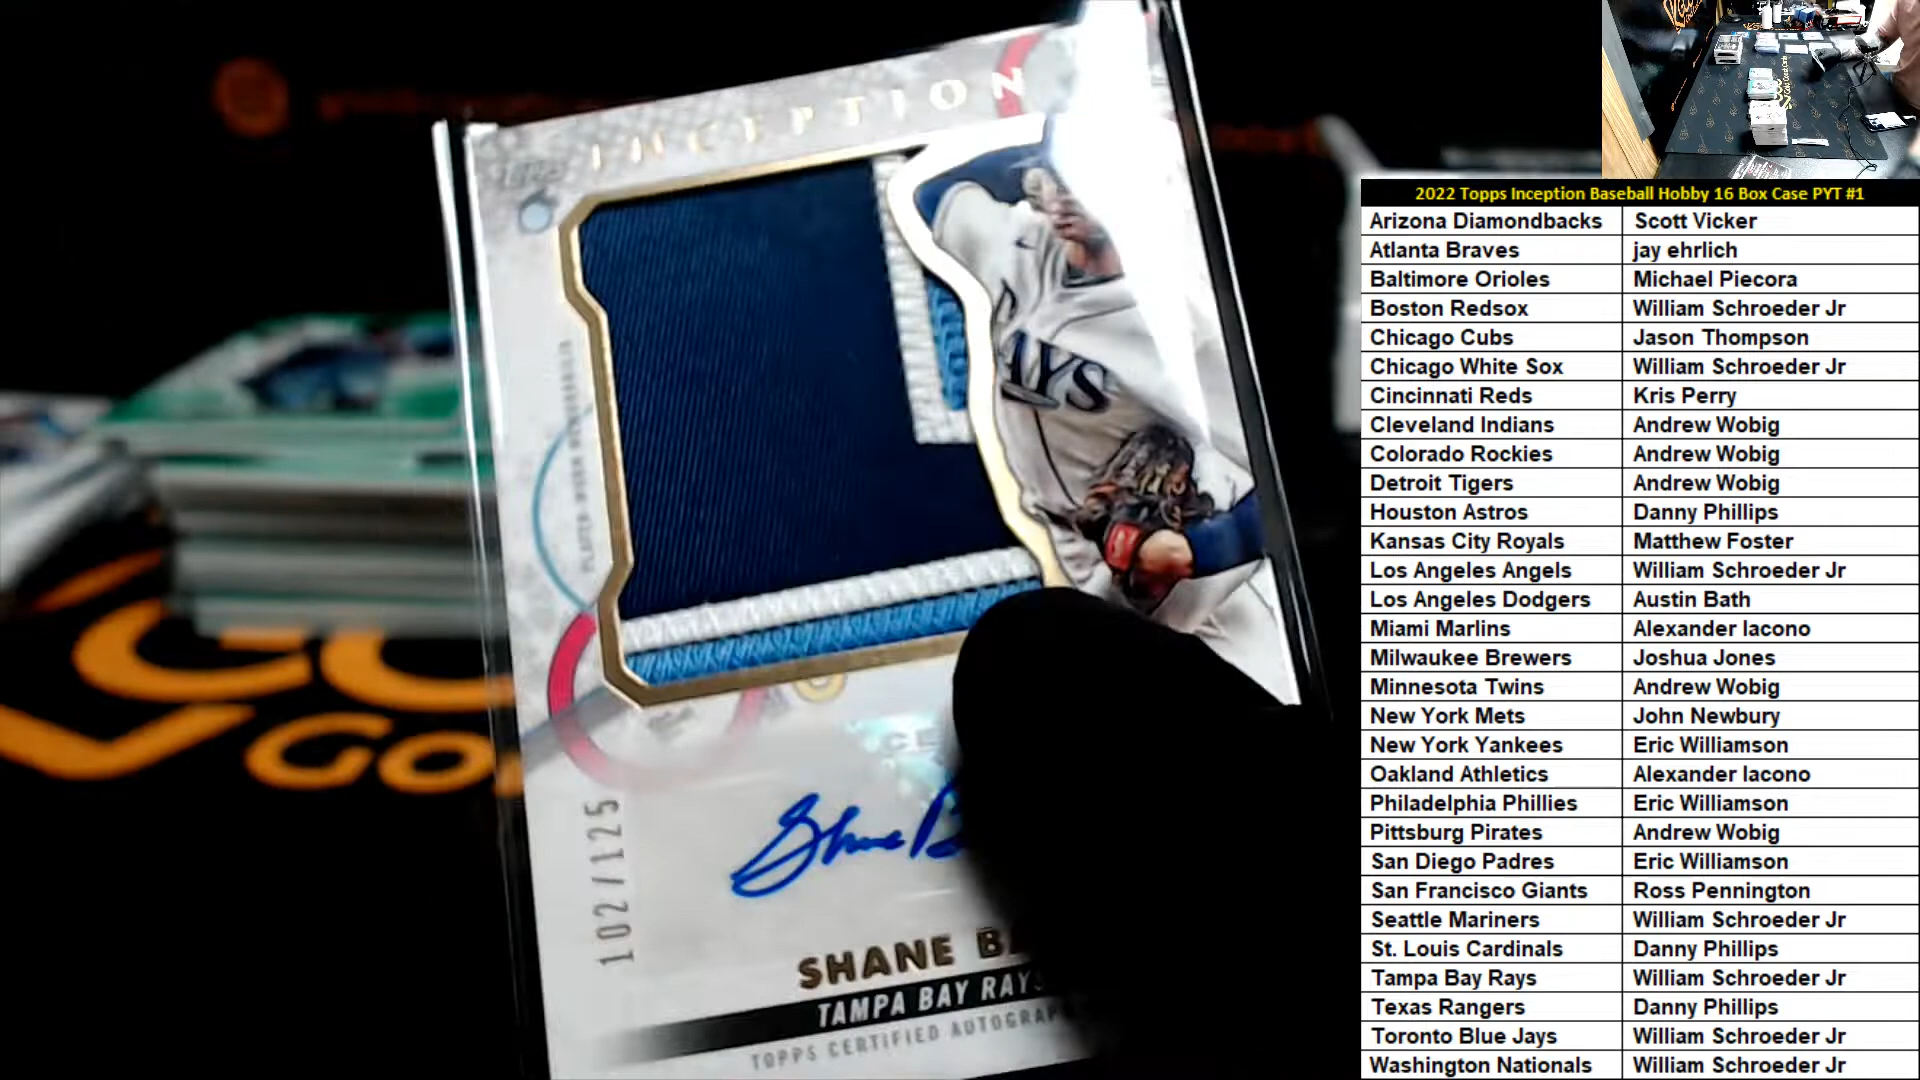 INCEPTION
RAYS
102/125
Shane B
SHANE B
TAMPA BAY RAYS
TOPPS CERTIFIED AUTOGRAP
GO
2022 Topps Inception Baseball Hobby 16 Box Case PYT #1
Arizona Diamondbacks Scott Vicker
Atlanta Braves jay ehrlich
Baltimore Orioles Michael Piecora
Boston Redsox William Schroeder Jr
Chicago Cubs Jason Thompson
Chicago White Sox William Schroeder Jr
Cincinnati Reds Kris Perry
Cleveland Indians Andrew Wobig
Colorado Rockies Andrew Wobig
Detroit Tigers Andrew Wobig
Houston Astros Danny Phillips
Kansas City Royals Matthew Foster
Los Angeles Angels William Schroeder Jr
Los Angeles Dodgers Austin Bath
Miami Marlins Alexander Iacono
Milwaukee Brewers Joshua Jones
Minnesota Twins Andrew Wobig
New York Mets John Newbury
New York Yankees Eric Williamson
Oakland Athletics Alexander Iacono
Philadelphia Phillies Eric Williamson
Pittsburg Pirates Andrew Wobig
San Diego Padres Eric Williamson
San Francisco Giants Ross Pennington
Seattle Mariners William Schroeder Jr
St. Louis Cardinals Danny Phillips
Tampa Bay Rays William Schroeder Jr
Texas Rangers Danny Phillips
Toronto Blue Jays William Schroeder Jr
Washington Nationals William Schroeder Jr